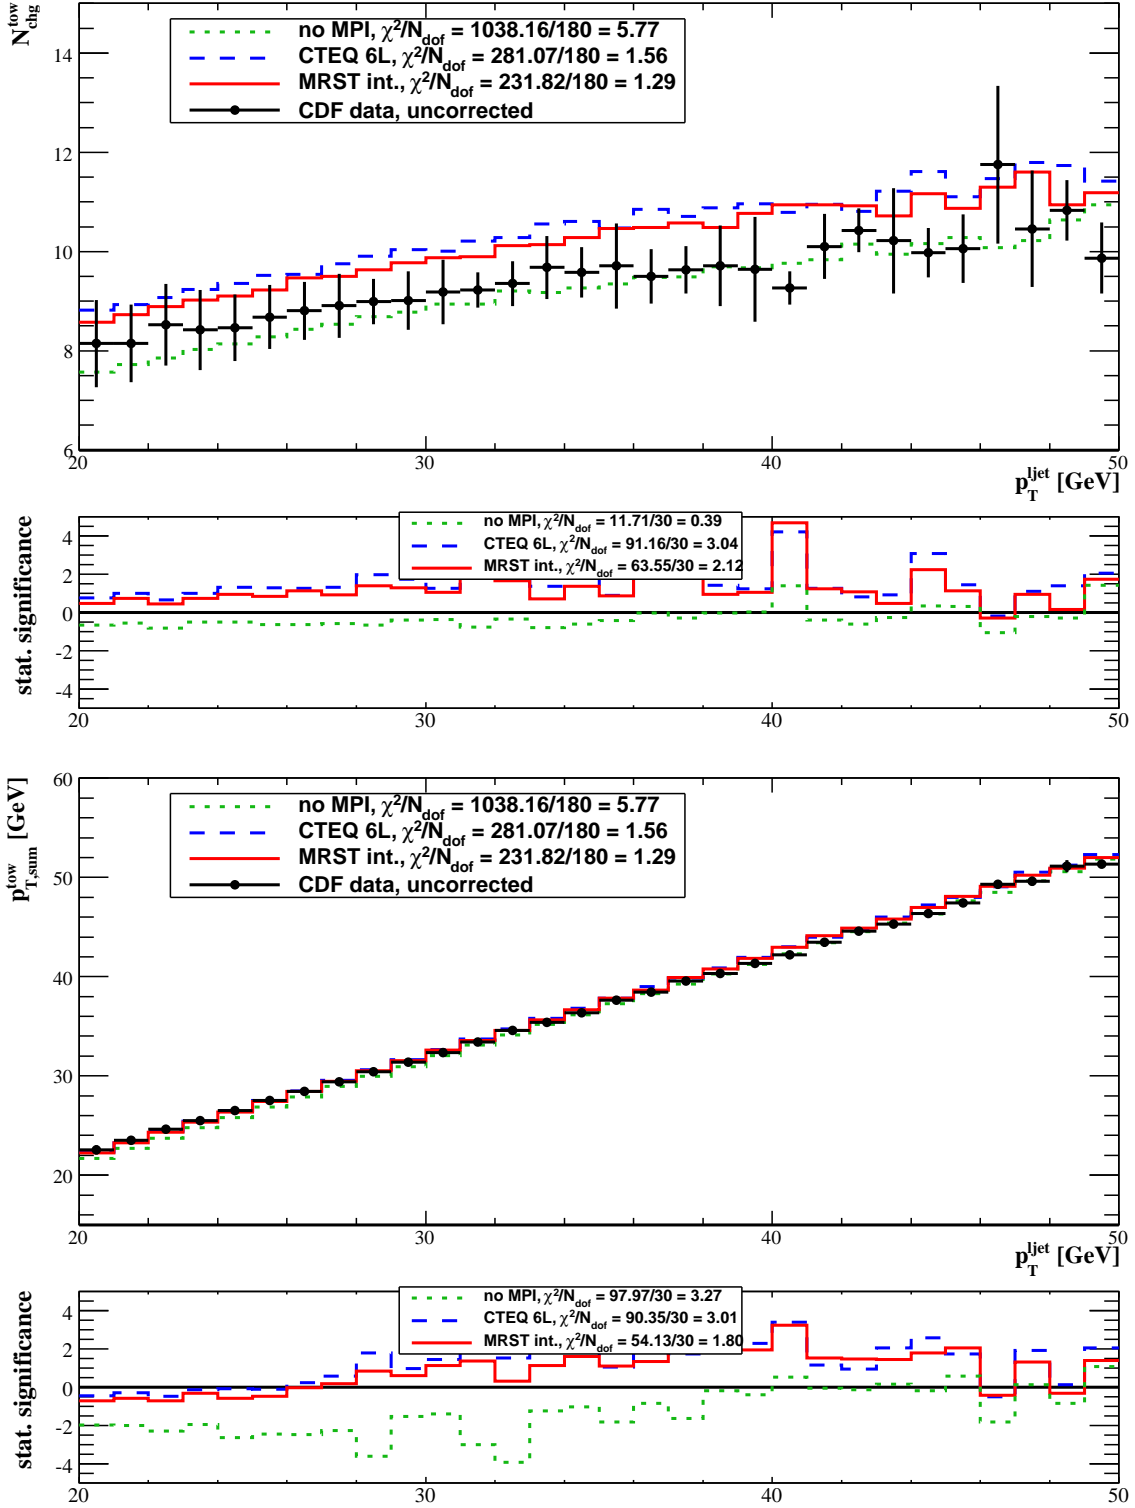 N_chg^tow
14
12
10
8
6
no MPI, χ²/N_dof = 1038.16/180 = 5.77
CTEQ 6L, χ²/N_dof = 281.07/180 = 1.56
MRST int., χ²/N_dof = 231.82/180 = 1.29
CDF data, uncorrected
20 30 40 50
p_T^ljet [GeV]
stat. significance
4
2
0
-2
-4
no MPI, χ²/N_dof = 11.71/30 = 0.39
CTEQ 6L, χ²/N_dof = 91.16/30 = 3.04
MRST int., χ²/N_dof = 63.55/30 = 2.12
20 30 40 50
p_T,sum^tow [GeV]
60
50
40
30
20
no MPI, χ²/N_dof = 1038.16/180 = 5.77
CTEQ 6L, χ²/N_dof = 281.07/180 = 1.56
MRST int., χ²/N_dof = 231.82/180 = 1.29
CDF data, uncorrected
20 30 40 50
p_T^ljet [GeV]
stat. significance
4
2
0
-2
-4
no MPI, χ²/N_dof = 97.97/30 = 3.27
CTEQ 6L, χ²/N_dof = 90.35/30 = 3.01
MRST int., χ²/N_dof = 54.13/30 = 1.80